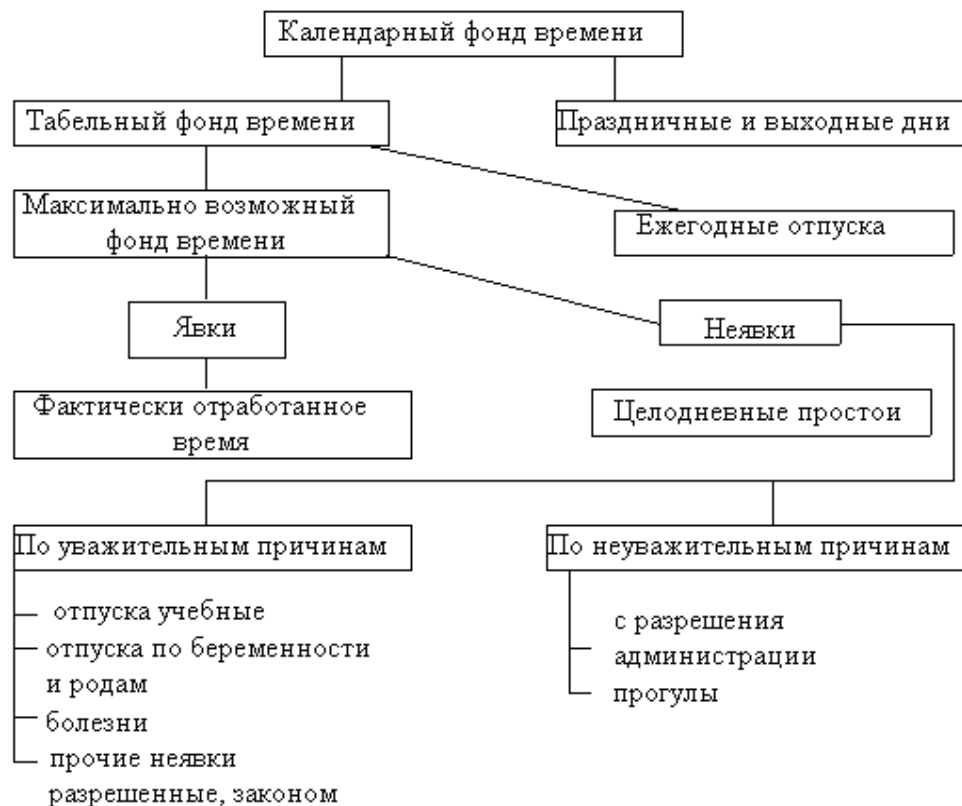 Календарный фонд времени
Табельный фонд времени
Праздничные и выходные дни
Максимально возможный
фонд времени
Ежегодные отпуска
Явки
Неявки
Фактически отработанное
время
Целодневные простои
По уважительным причинам
По неуважительным причинам
отпуска учебные
отпуска по беременности
и родам
болезни
прочие неявки
разрешенные, законом
с разрешения
администрации
прогулы